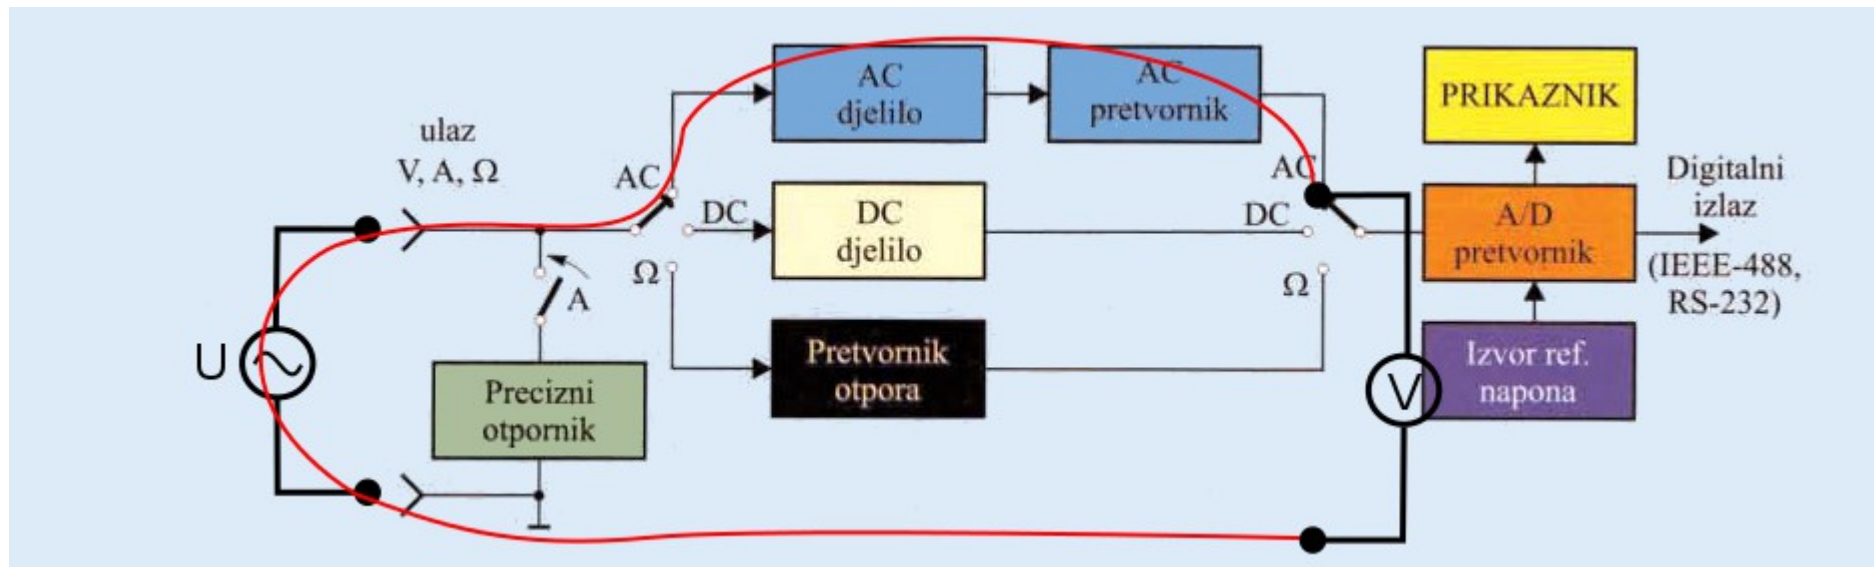 ulaz
V, A, Ω
U
A
Precizni
otpornik
AC
DC
Ω
AC
djelilo
AC
pretvornik
DC
djelilo
Pretvornik
otpora
AC
DC
Ω
V
PRIKAZNIK
A/D
pretvornik
Izvor ref.
napona
Digitalni
izlaz
(IEEE-488,
RS-232)